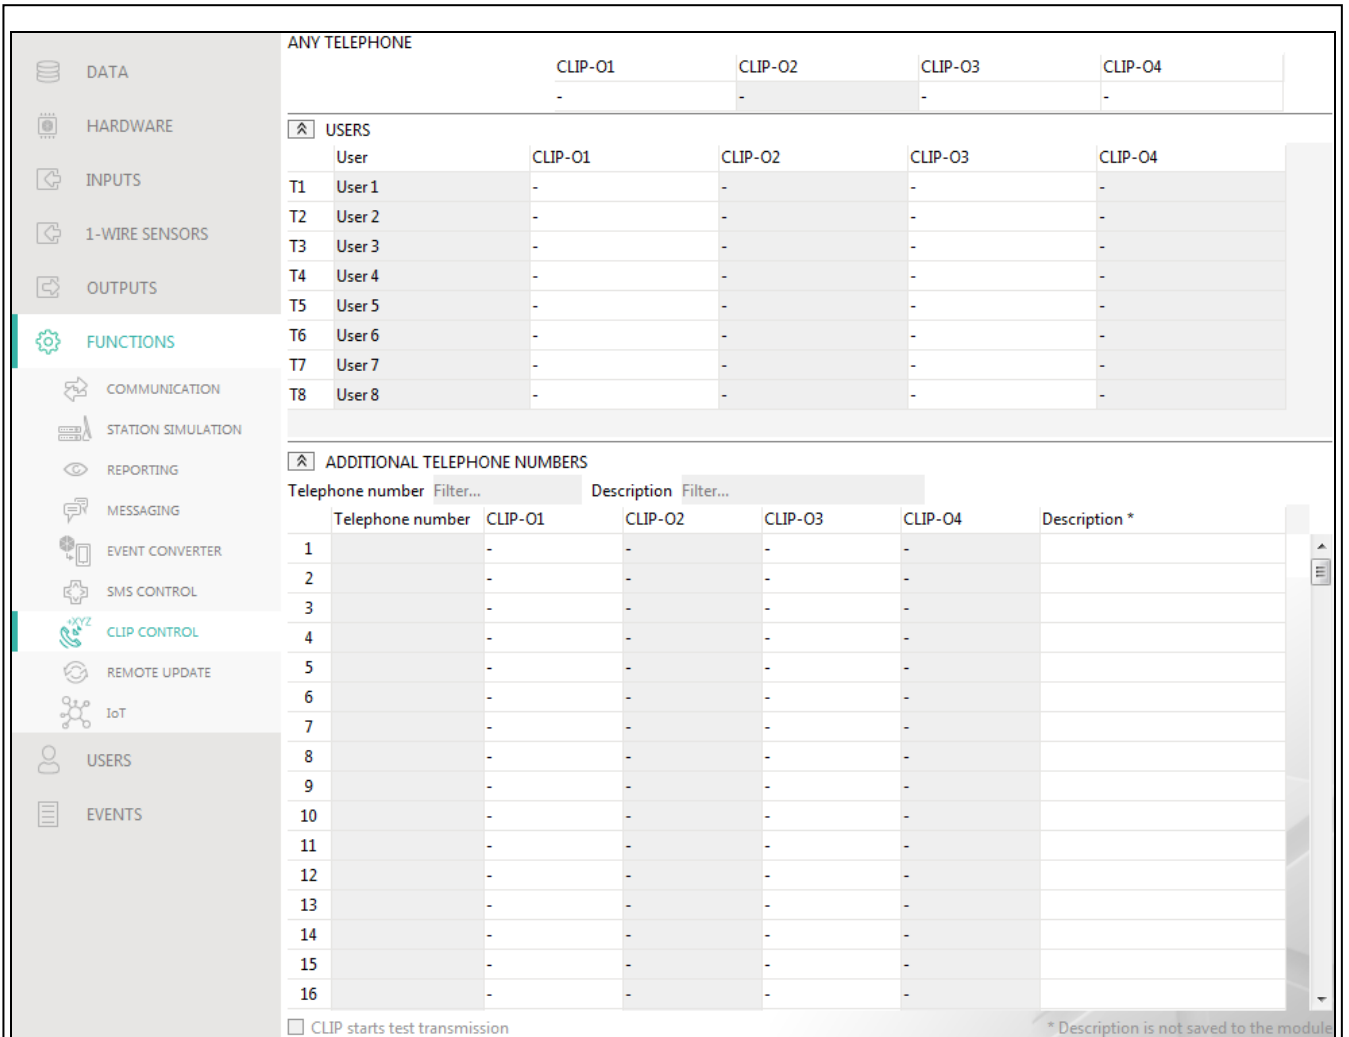 DATA
HARDWARE
INPUTS
1-WIRE SENSORS
OUTPUTS
FUNCTIONS
COMMUNICATION
STATION SIMULATION
REPORTING
MESSAGING
EVENT CONVERTER
SMS CONTROL
+XYZ
CLIP CONTROL
REMOTE UPDATE
IoT
USERS
EVENTS
ANY TELEPHONE
CLIP-O1 CLIP-O2 CLIP-O3 CLIP-O4
- - - -
USERS
User CLIP-O1 CLIP-O2 CLIP-O3 CLIP-O4
T1 User 1 - - - -
T2 User 2 - - - -
T3 User 3 - - - -
T4 User 4 - - - -
T5 User 5 - - - -
T6 User 6 - - - -
T7 User 7 - - - -
T8 User 8 - - - -
ADDITIONAL TELEPHONE NUMBERS
Telephone number Filter... Description Filter...
Telephone number CLIP-O1 CLIP-O2 CLIP-O3 CLIP-O4 Description *
1 - - - -
2 - - - -
3 - - - -
4 - - - -
5 - - - -
6 - - - -
7 - - - -
8 - - - -
9 - - - -
10 - - - -
11 - - - -
12 - - - -
13 - - - -
14 - - - -
15 - - - -
16 - - - -
CLIP starts test transmission * Description is not saved to the module